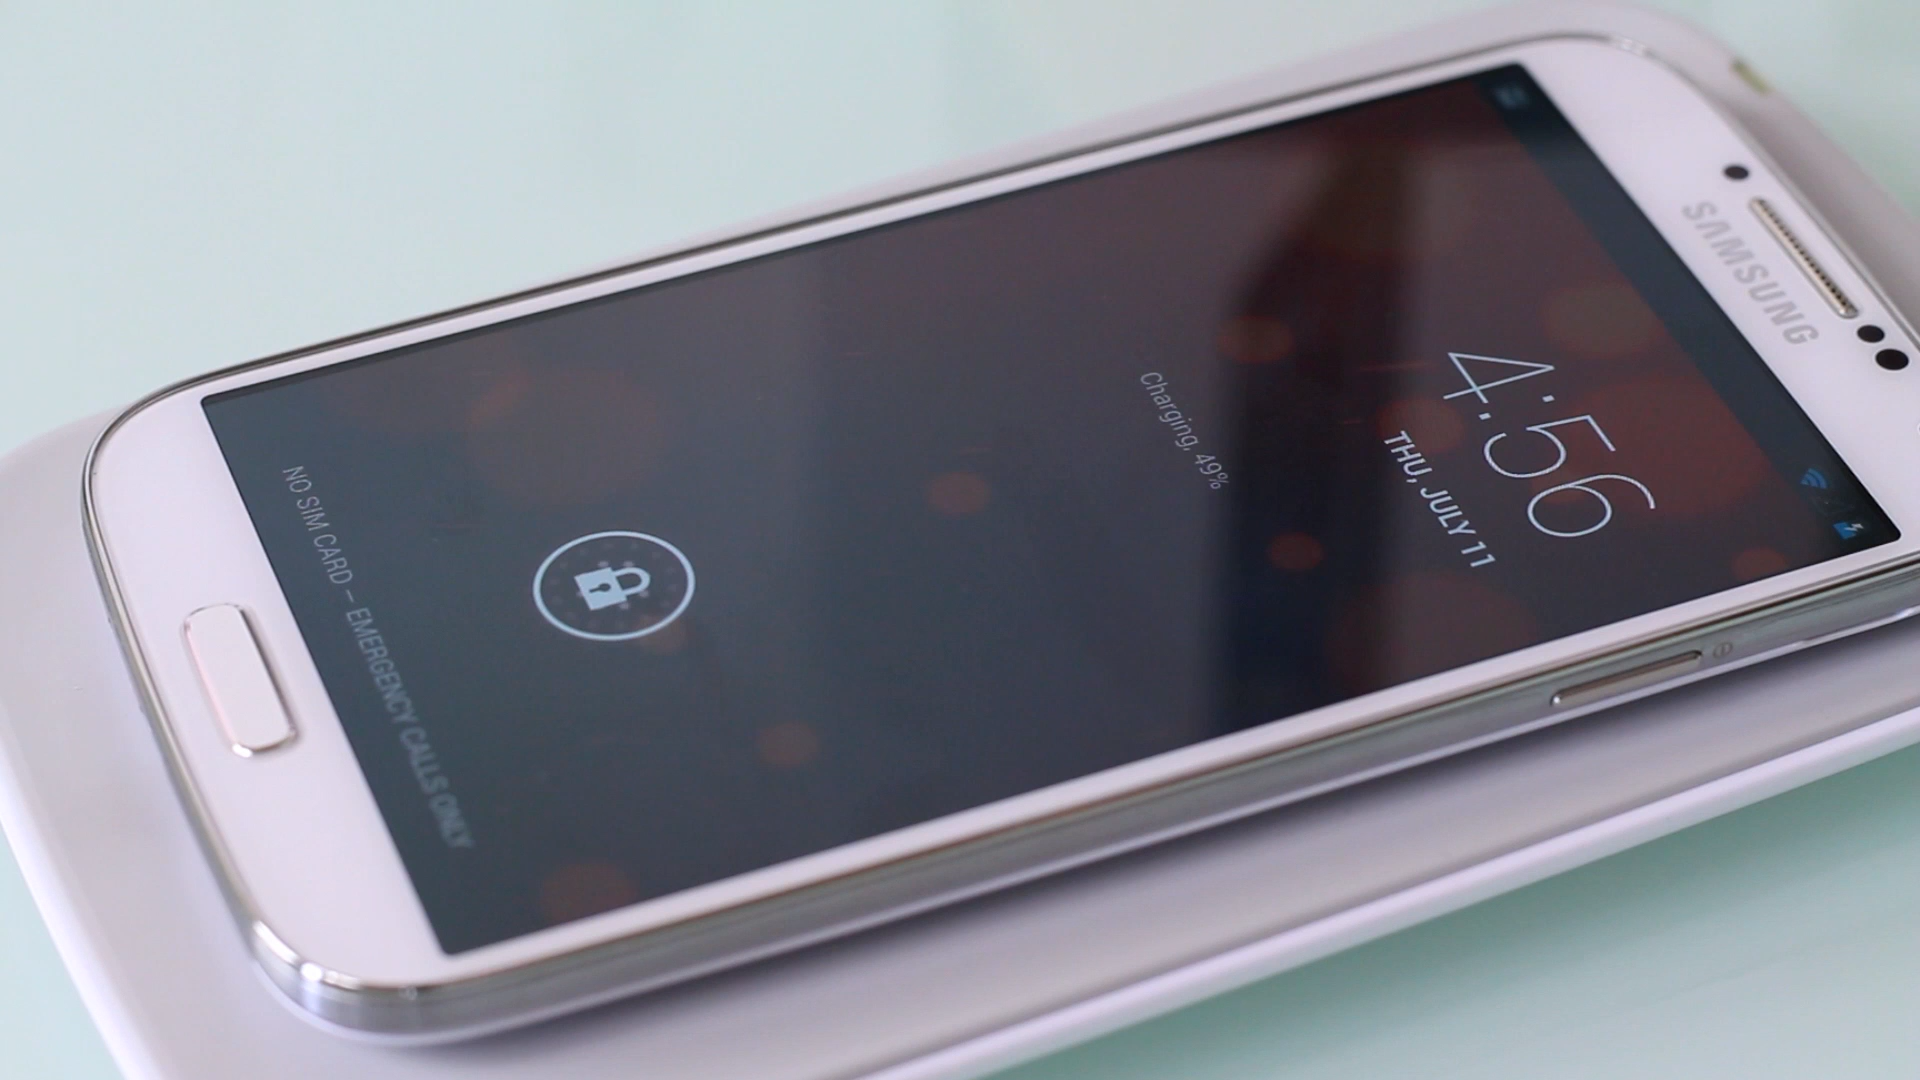 SAMSUNG
4:56
THU, JULY 11
Charging, 49%
NO SIM CARD — EMERGENCY CALLS ONLY